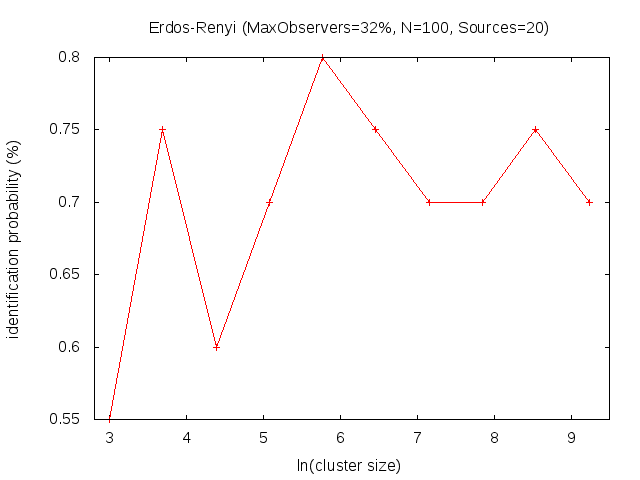 Erdos-Renyi (MaxObservers=32%, N=100, Sources=20)
0.8
0.75
0.7
0.65
0.6
0.55
identification probability (%)
3 4 5 6 7 8 9
ln(cluster size)